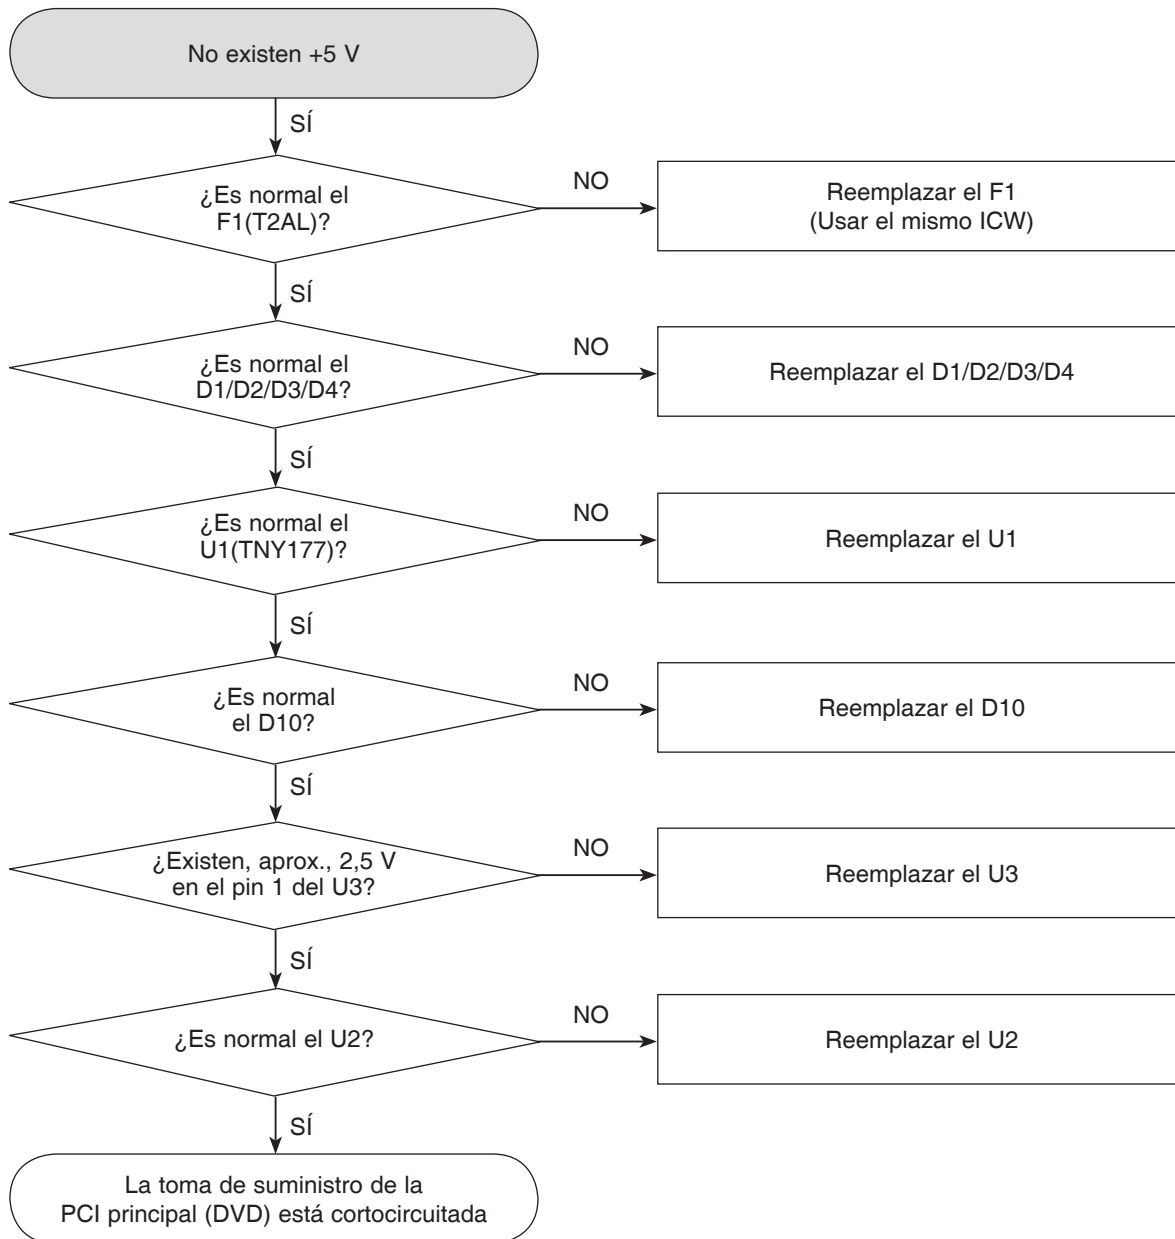 No existen +5 V
SÍ
¿Es normal el
F1(T2AL)?
NO
Reemplazar el F1
(Usar el mismo ICW)
SÍ
¿Es normal el
D1/D2/D3/D4?
NO
Reemplazar el D1/D2/D3/D4
SÍ
¿Es normal el
U1(TNY177)?
NO
Reemplazar el U1
SÍ
¿Es normal
el D10?
NO
Reemplazar el D10
SÍ
¿Existen, aprox., 2,5 V
en el pin 1 del U3?
NO
Reemplazar el U3
SÍ
¿Es normal el U2?
NO
Reemplazar el U2
SÍ
La toma de suministro de la
PCI principal (DVD) está cortocircuitada